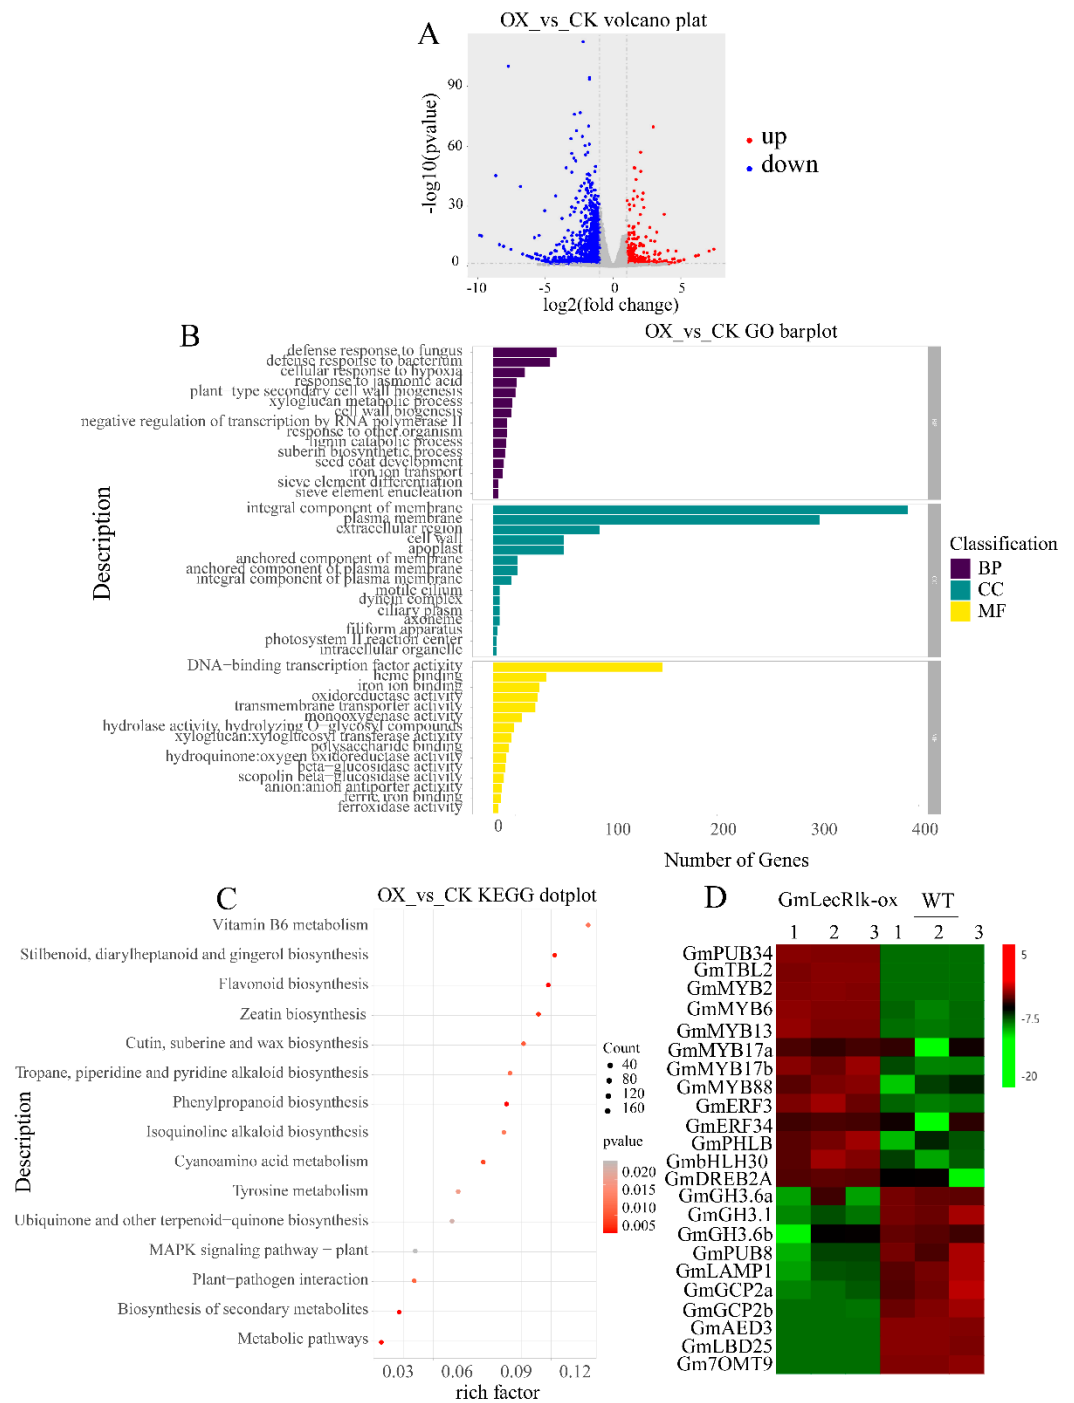 A
OX_vs_CK volcano plat
-log10(pvalue)
90
60
30
0
-10
-5
0
5
log2(fold change)
up
down
B
OX_vs_CK GO barplot
Description
defense response to fungus
defense response to bacterium
cellular response to hypoxia
response to jasmonic acid
plant−type secondary cell wall biogenesis
xyloglucan metabolic process
cell wall biogenesis
negative regulation of transcription by RNA polymerase II
response to other organism
lignin catabolic process
suberin biosynthetic process
seed coat development
iron ion transport
sieve element differentiation
sieve element enucleation
integral component of membrane
plasma membrane
extracellular region
cell wall
apoplast
anchored component of membrane
anchored component of plasma membrane
integral component of plasma membrane
motile cilium
dynein complex
ciliary plasm
axoneme
filiform apparatus
photosystem II reaction center
intracellular organelle
DNA−binding transcription factor activity
heme binding
iron ion binding
oxidoreductase activity
transmembrane transporter activity
monooxygenase activity
hydrolase activity, hydrolyzing O−glycosyl compounds
xyloglucan:xyloglucosyl transferase activity
polysaccharide binding
hydroquinone:oxygen oxidoreductase activity
beta−glucosidase activity
scopolin beta−glucosidase activity
anion:anion antiporter activity
ferric iron binding
ferroxidase activity
0
100
200
300
400
Number of Genes
Classification
BP
CC
MF
C
OX_vs_CK KEGG dotplot
Description
Vitamin B6 metabolism
Stilbenoid, diarylheptanoid and gingerol biosynthesis
Flavonoid biosynthesis
Zeatin biosynthesis
Cutin, suberine and wax biosynthesis
Tropane, piperidine and pyridine alkaloid biosynthesis
Phenylpropanoid biosynthesis
Isoquinoline alkaloid biosynthesis
Cyanoamino acid metabolism
Tyrosine metabolism
Ubiquinone and other terpenoid−quinone biosynthesis
MAPK signaling pathway − plant
Plant−pathogen interaction
Biosynthesis of secondary metabolites
Metabolic pathways
0.03
0.06
0.09
0.12
rich factor
Count
40
80
120
160
pvalue
0.020
0.015
0.010
0.005
D
GmLecRlk-ox
WT
1
2
3
1
2
3
GmPUB34
GmTBL2
GmMYB2
GmMYB6
GmMYB13
GmMYB17a
GmMYB17b
GmMYB88
GmERF3
GmERF34
GmPHLB
GmbHLH30
GmDREB2A
GmGH3.6a
GmGH3.1
GmGH3.6b
GmPUB8
GmLAMP1
GmGCP2a
GmGCP2b
GmAED3
GmLBD25
Gm7OMT9
5
-7.5
-20